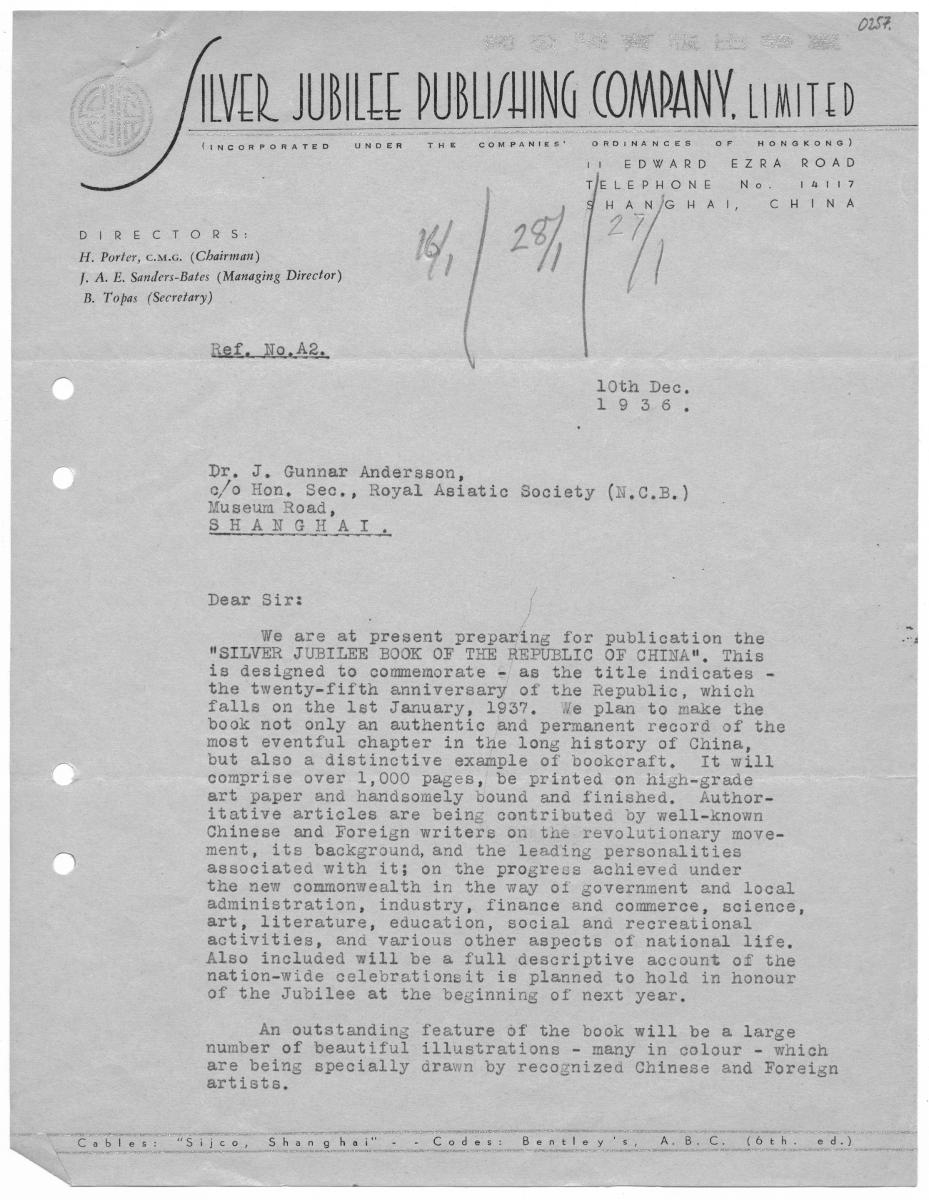 0257.
SILVER JUBILEE PUBLISHING COMPANY, LIMITED
(INCORPORATED UNDER THE COMPANIES' ORDINANCES OF HONGKONG)
11 EDWARD EZRA ROAD
TELEPHONE No. 14117
SHANGHAI, CHINA
16/1 28/1 27/1
DIRECTORS:
H. Porter, C.M.G. (Chairman)
J. A. E. Sanders-Bates (Managing Director)
B. Topas (Secretary)
Ref. No.A2.
10th Dec.
1 9 3 6 .
Dr. J. Gunnar Andersson,
c/o Hon. Sec., Royal Asiatic Society (N.C.B.)
Museum Road,
S H A N G H A I .
Dear Sir:
We are at present preparing for publication the
"SILVER JUBILEE BOOK OF THE REPUBLIC OF CHINA". This
is designed to commemorate - as the title indicates -
the twenty-fifth anniversary of the Republic, which
falls on the 1st January, 1937. We plan to make the
book not only an authentic and permanent record of the
most eventful chapter in the long history of China,
but also a distinctive example of bookcraft. It will
comprise over 1,000 pages, be printed on high-grade
art paper and handsomely bound and finished. Author-
itative articles are being contributed by well-known
Chinese and Foreign writers on the revolutionary move-
ment, its background, and the leading personalities
associated with it; on the progress achieved under
the new commonwealth in the way of government and local
administration, industry, finance and commerce, science,
art, literature, education, social and recreational
activities, and various other aspects of national life.
Also included will be a full descriptive account of the
nation-wide celebrationsit is planned to hold in honour
of the Jubilee at the beginning of next year.
An outstanding feature of the book will be a large
number of beautiful illustrations - many in colour - which
are being specially drawn by recognized Chinese and Foreign
artists.
Cables: "Sijco, Shanghai" - - Codes: Bentley's, A.B.C. (6th. ed.)